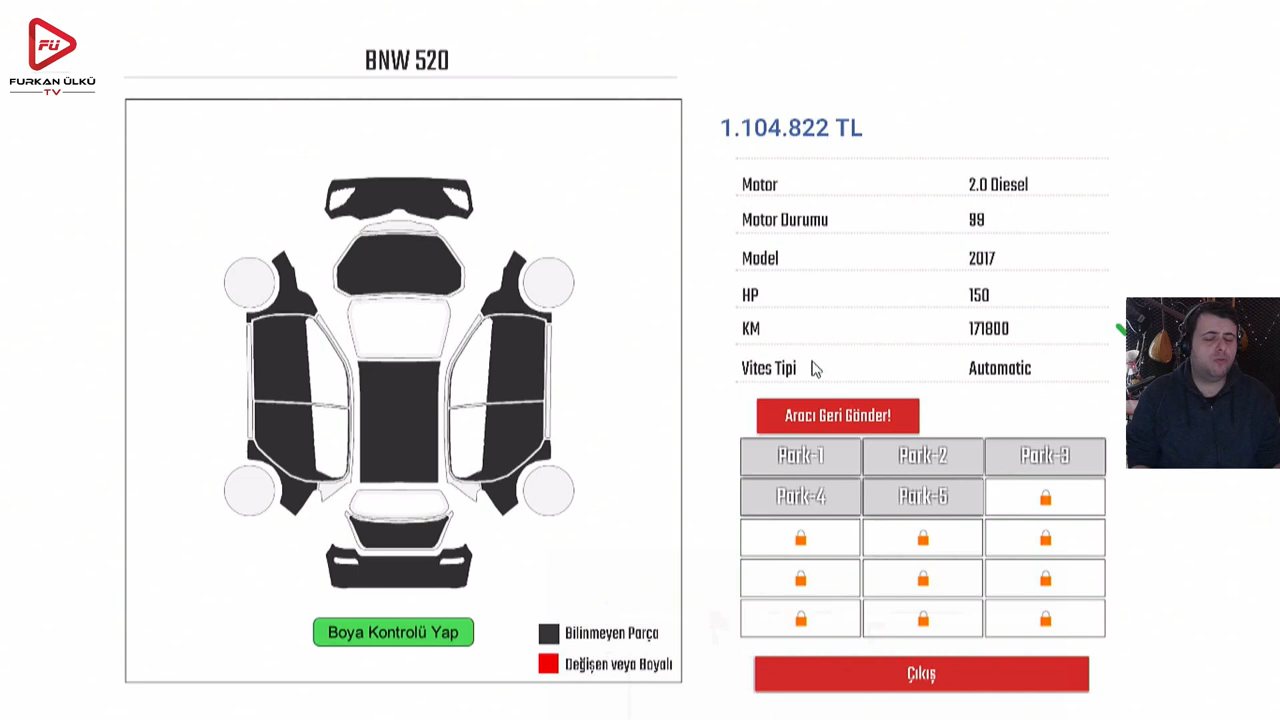 FU
FURKAN ÜLKÜ
TV
BNW 520
1.104.822 TL
Motor 2.0 Diesel
Motor Durumu 99
Model 2017
HP 150
KM 171800
Vites Tipi Automatic
Aracı Geri Gönder!
Park-1 Park-2 Park-3
Park-4 Park-5
Boya Kontrolü Yap
Bilinmeyen Parça
Değişen veya Boyalı
Çıkış